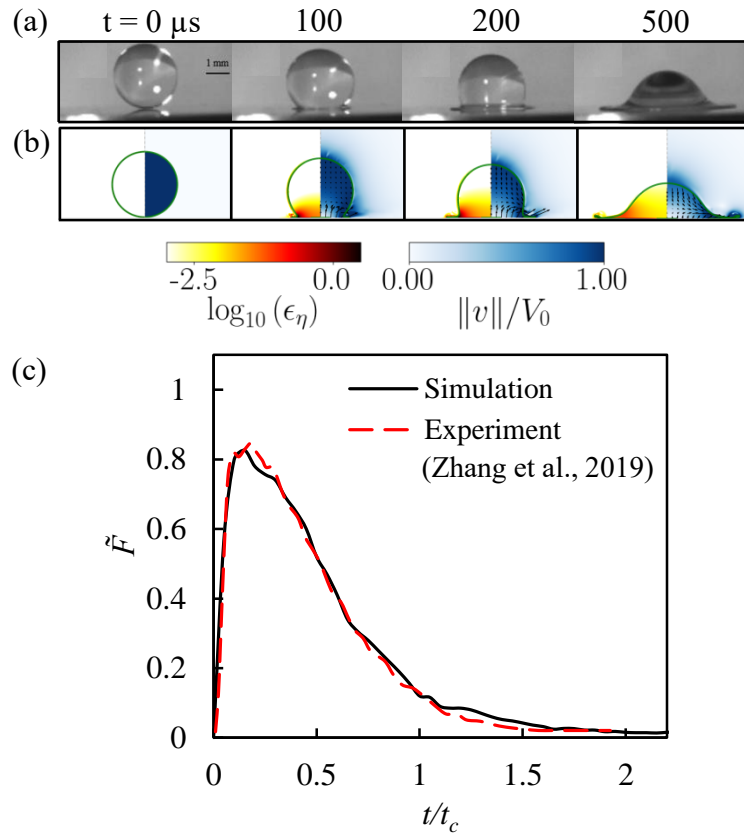 (a) t = 0 μs 100 200 500
1 mm
(b)
-2.5 0.0 0.00 1.00
log₁₀ (ϵ_η) ‖v‖/V₀
(c)
1
Simulation
Experiment
(Zhang et al., 2019)
0.8
0.6
F̃
0.4
0.2
0
0 0.5 1 1.5 2
t/t_c